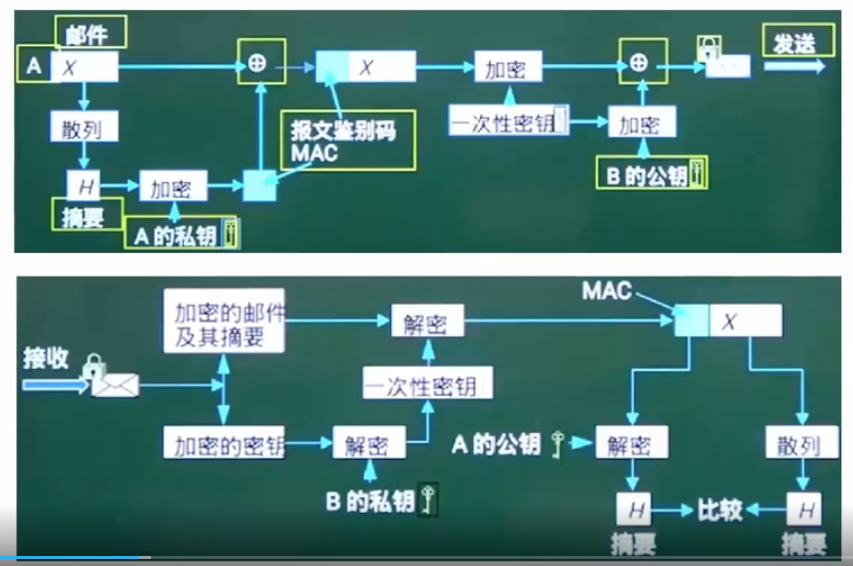 邮件
发送
A
X
⊕
X
加密
⊕
散列
报文鉴别码
MAC
一次性密钥
加密
H
加密
B 的公钥
摘要
A 的私钥
加密的邮件
及其摘要
解密
MAC
X
接收
一次性密钥
加密的密钥
解密
A 的公钥
解密
散列
B 的私钥
H
比较
H
摘要
摘要